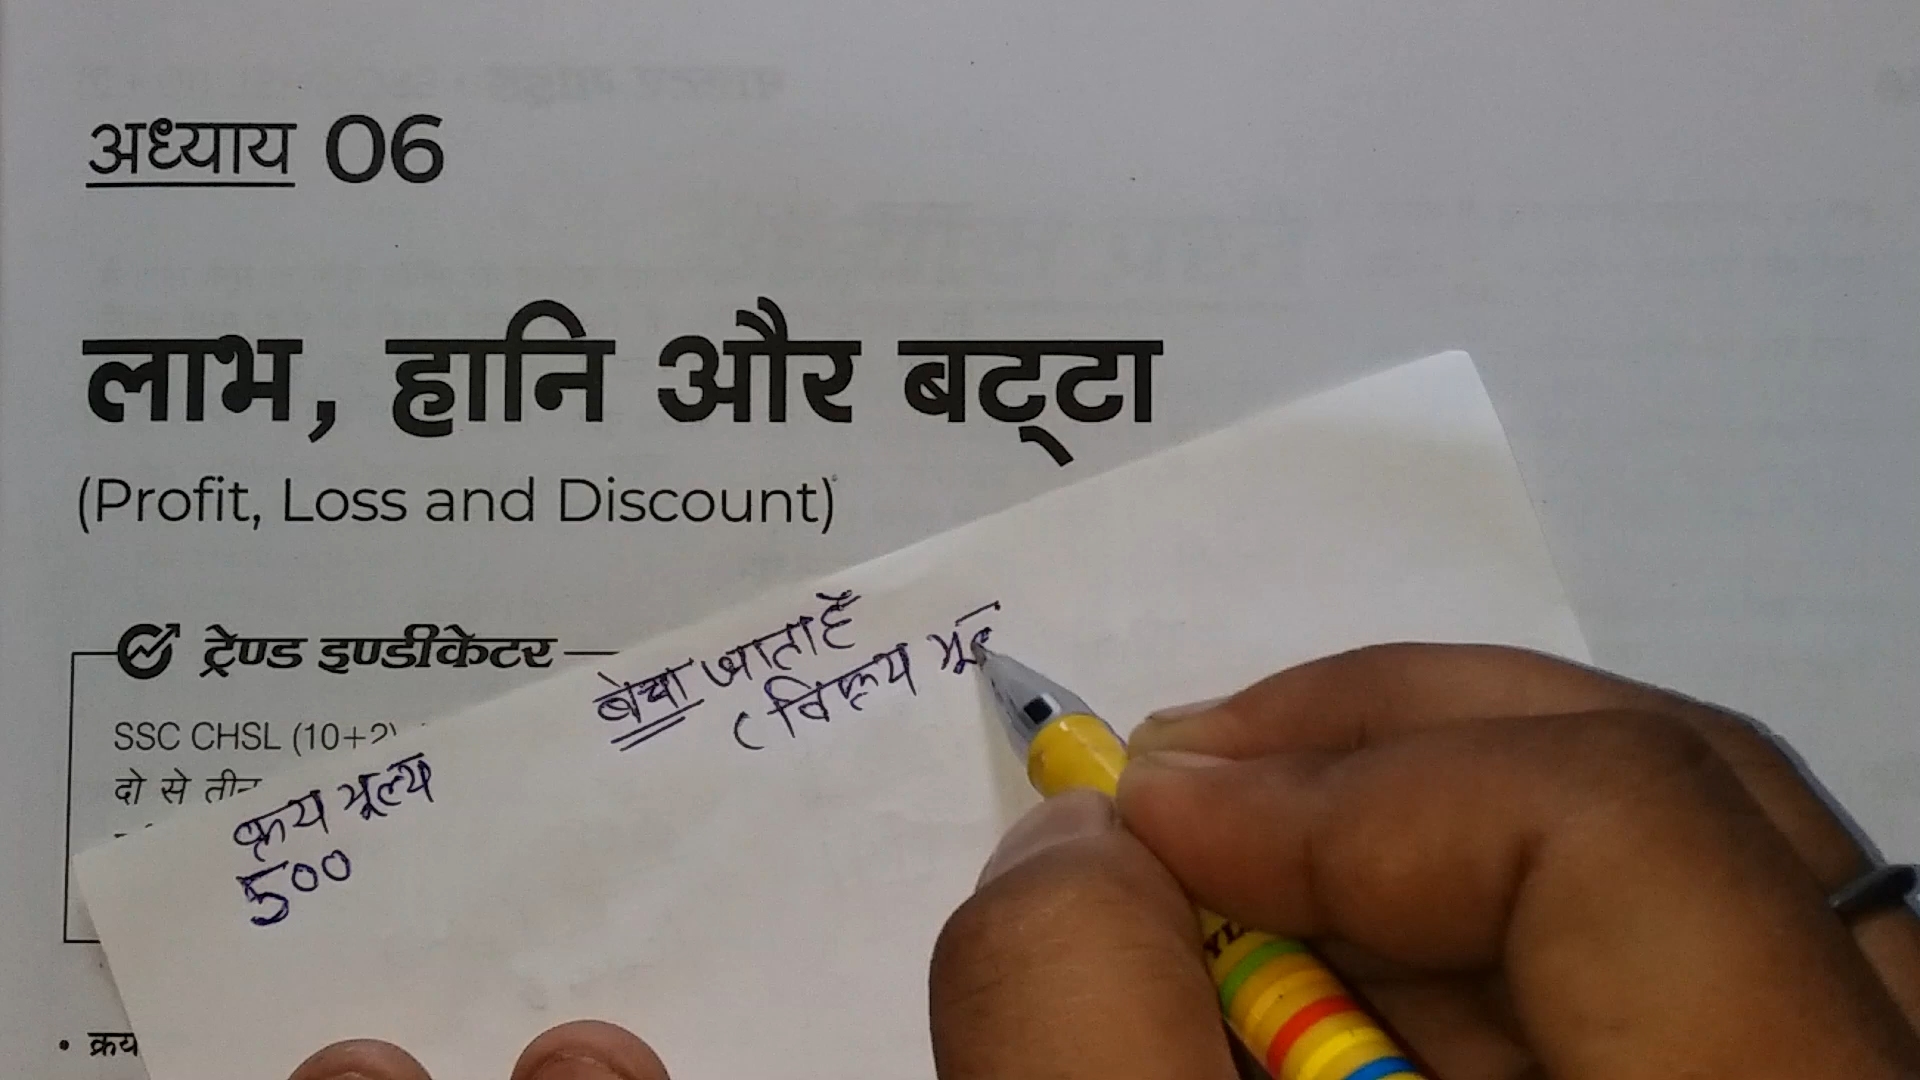 अध्याय 06
लाभ, हानि और बट्टा
(Profit, Loss and Discount)
ट्रेण्ड इण्डीकेटर
SSC CHSL (10+2)
दो से तीन
बेचा जाता है
(विक्रय मूल
क्रय मूल्य
500
• क्रय